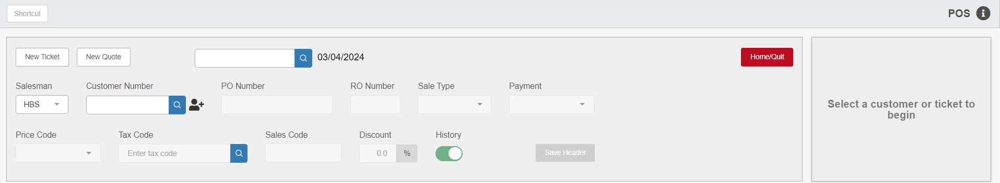 Shortcut
POS
New Ticket
New Quote
03/04/2024
Home/Quit
Salesman
Customer Number
PO Number
RO Number
Sale Type
Payment
HBS
Select a customer or ticket to
begin
Price Code
Tax Code
Sales Code
Discount
History
Enter tax code
0.0
%
Save Header